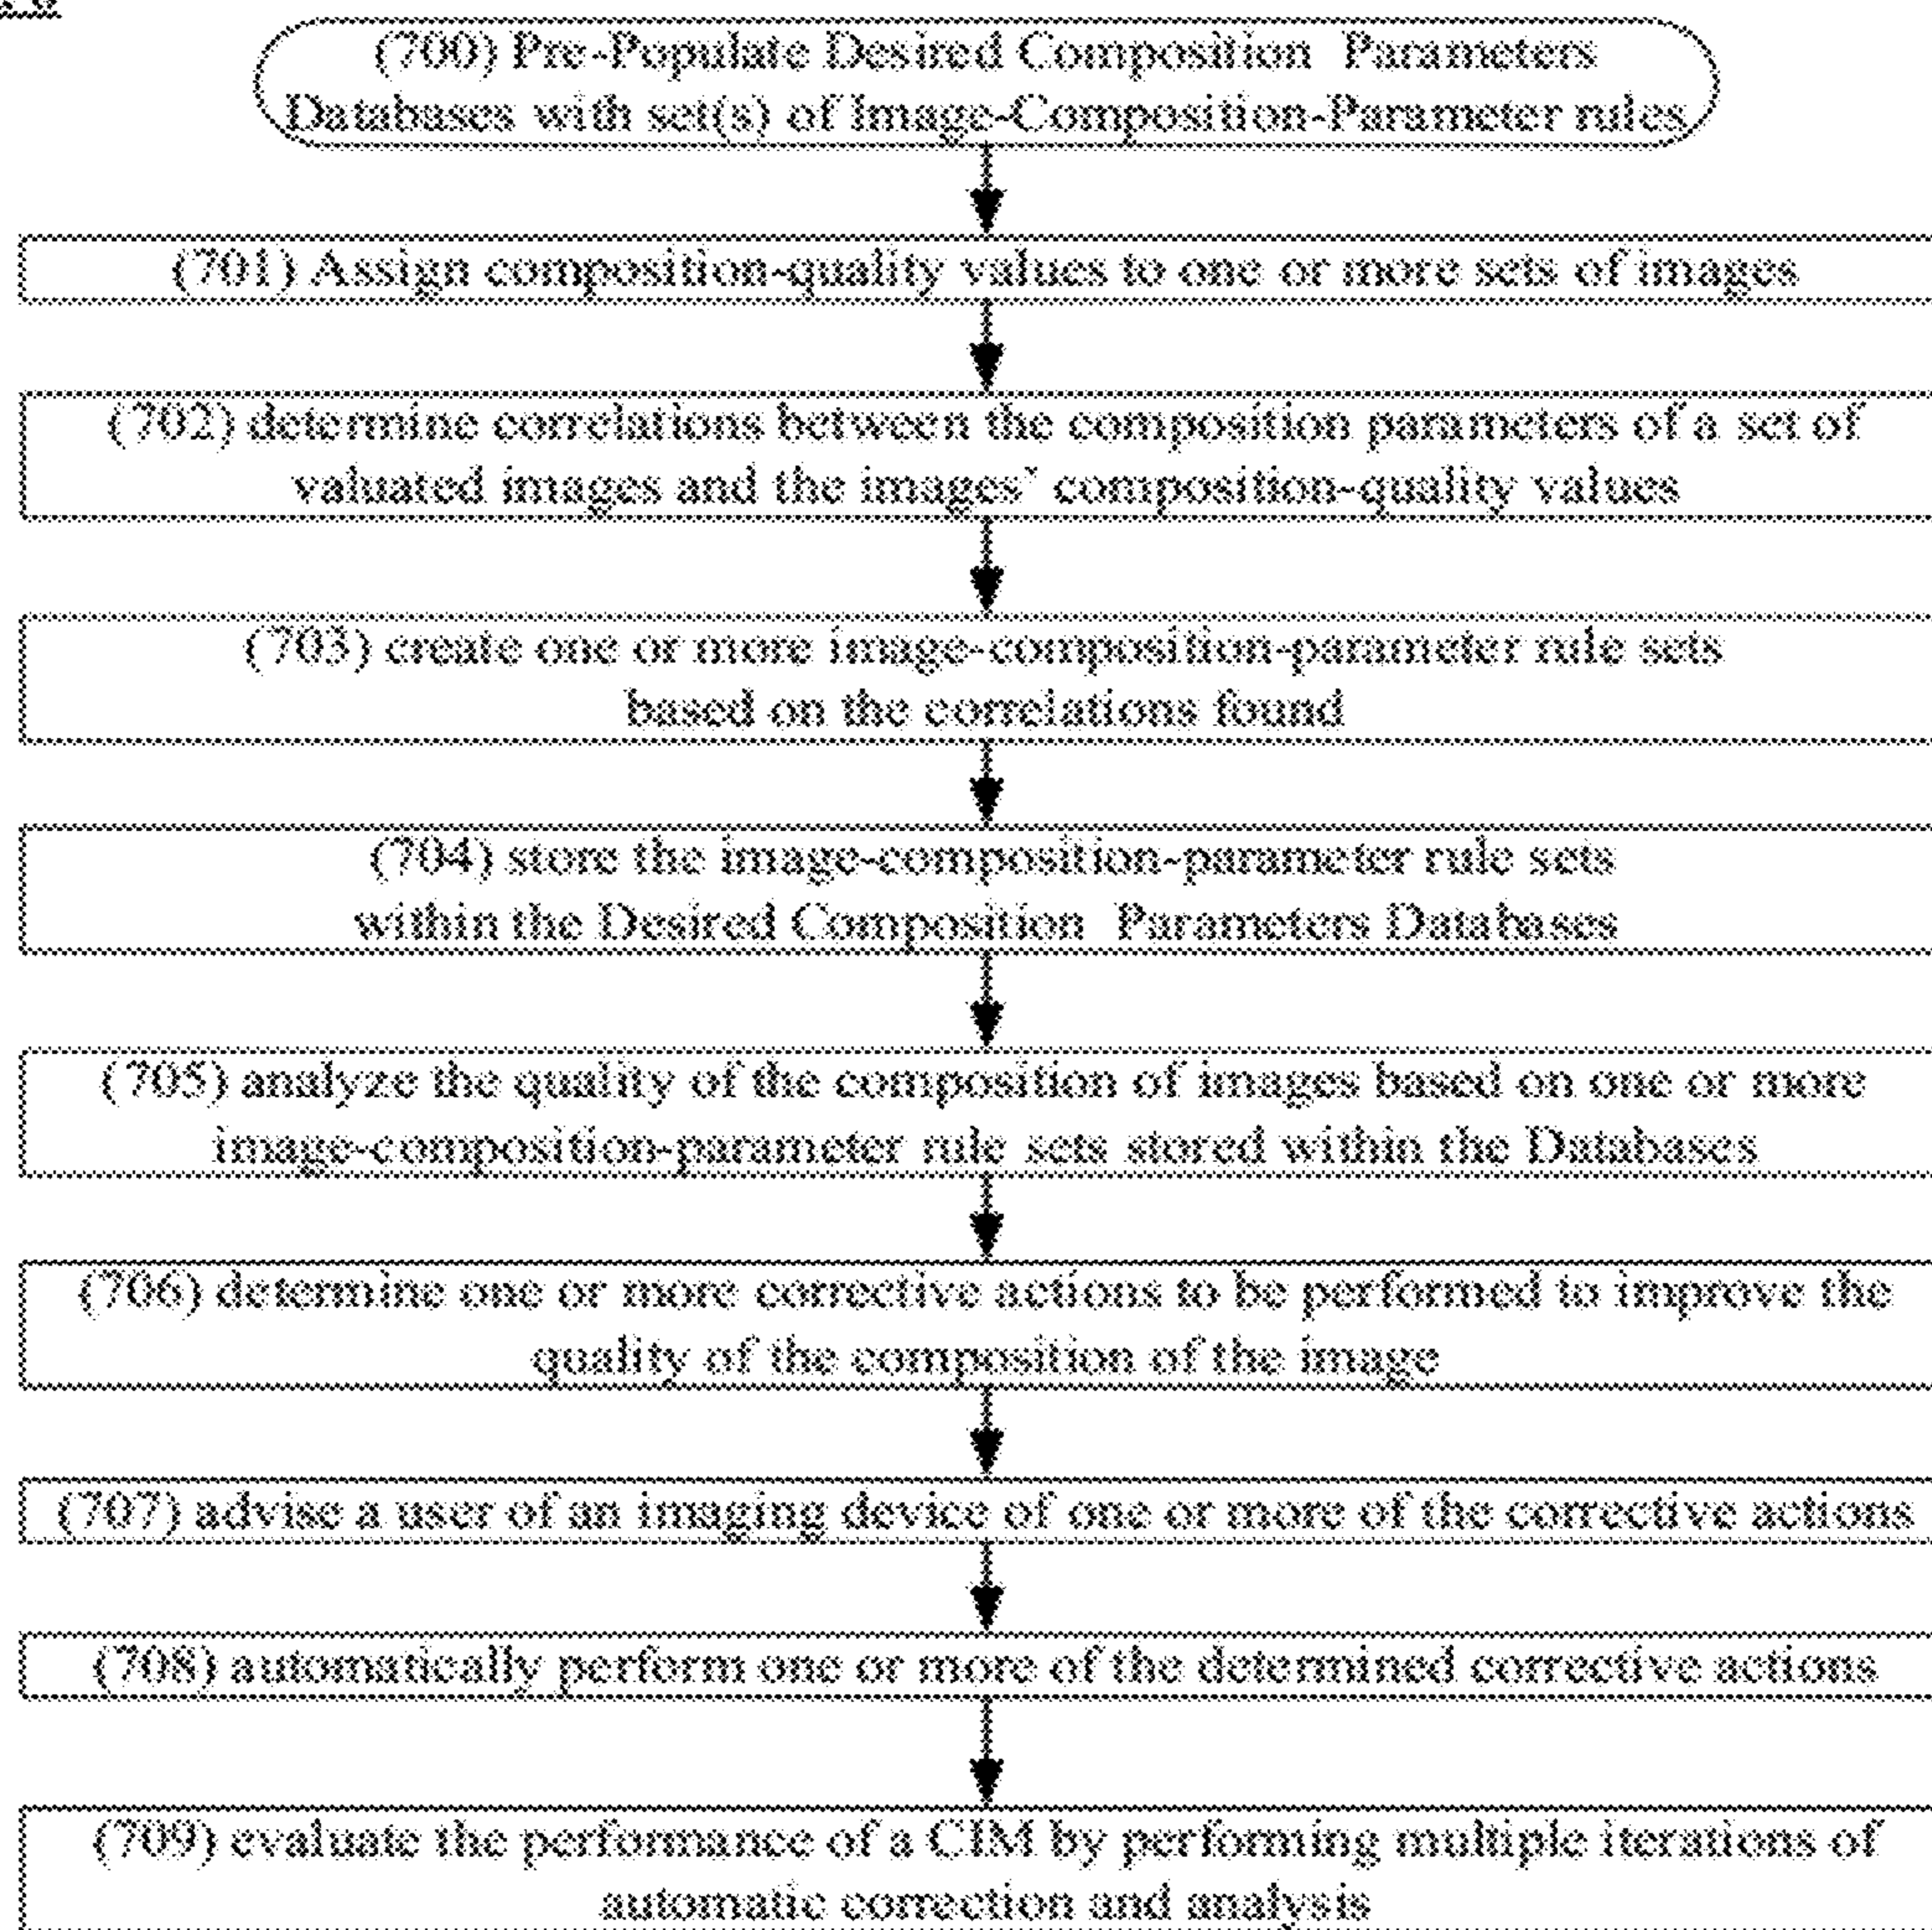 (700) Pre-Populate Desired Composition Parameters
Databases with set(s) of Image-Composition-Parameter rules
(701) Assign composition-quality values to one or more sets of images
(702) determine correlations between the composition parameters of a set of
valuated images and the images' composition-quality values
(703) create one or more image-composition-parameter rule sets
based on the correlations found
(704) store the image-composition-parameter rule sets
within the Desired Composition Parameters Databases
(705) analyze the quality of the composition of images based on one or more
image-composition-parameter rule sets stored within the Databases
(706) determine one or more corrective actions to be performed to improve the
quality of the composition of the image
(707) advise a user of an imaging device of one or more of the corrective actions
(708) automatically perform one or more of the determined corrective actions
(709) evaluate the performance of a CIM by performing multiple iterations of
automatic correction and analysis